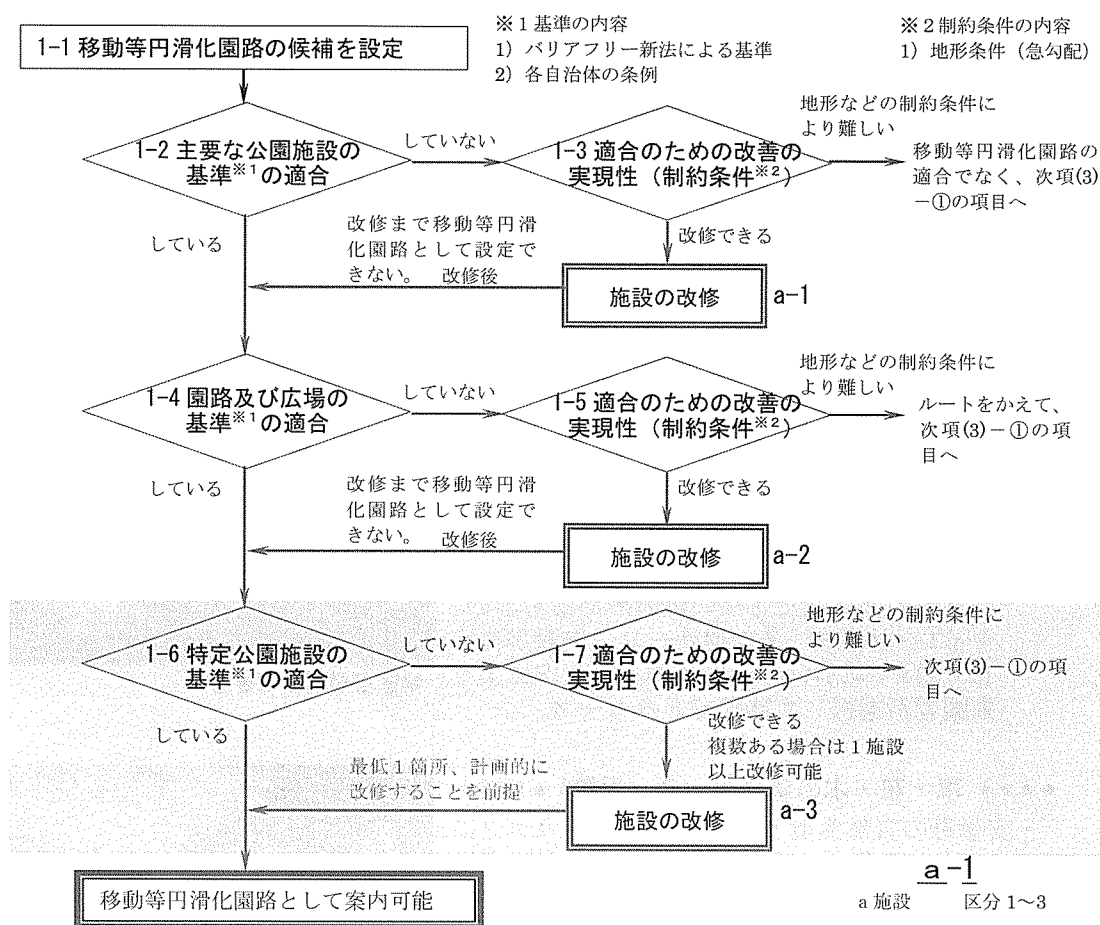 ※1基準の内容
1) バリアフリー新法による基準
2) 各自治体の条例
※2制約条件の内容
1) 地形条件（急勾配）
1-1 移動等円滑化園路の候補を設定
1-2 主要な公園施設の
基準※1の適合
していない
1-3 適合のための改善の
実現性（制約条件※2）
地形などの制約条件に
より難しい
移動等円滑化園路の
適合でなく、次項(3)
－①の項目へ
している
改修まで移動等円滑
化園路として設定で
きない。 改修後
改修できる
施設の改修
a-1
1-4 園路及び広場の
基準※1の適合
していない
1-5 適合のための改善の
実現性（制約条件※2）
地形などの制約条件に
より難しい
ルートをかえて、
次項(3)－①の項
目へ
している
改修まで移動等円滑
化園路として設定で
きない。 改修後
改修できる
施設の改修
a-2
1-6 特定公園施設の
基準※1の適合
していない
1-7 適合のための改善の
実現性（制約条件※2）
地形などの制約条件に
より難しい
次項(3)－①の項
目へ
している
最低1箇所、計画的に
改修することを前提
改修できる
複数ある場合は1施設
以上改修可能
施設の改修
a-3
移動等円滑化園路として案内可能
a-1
a 施設 区分1～3